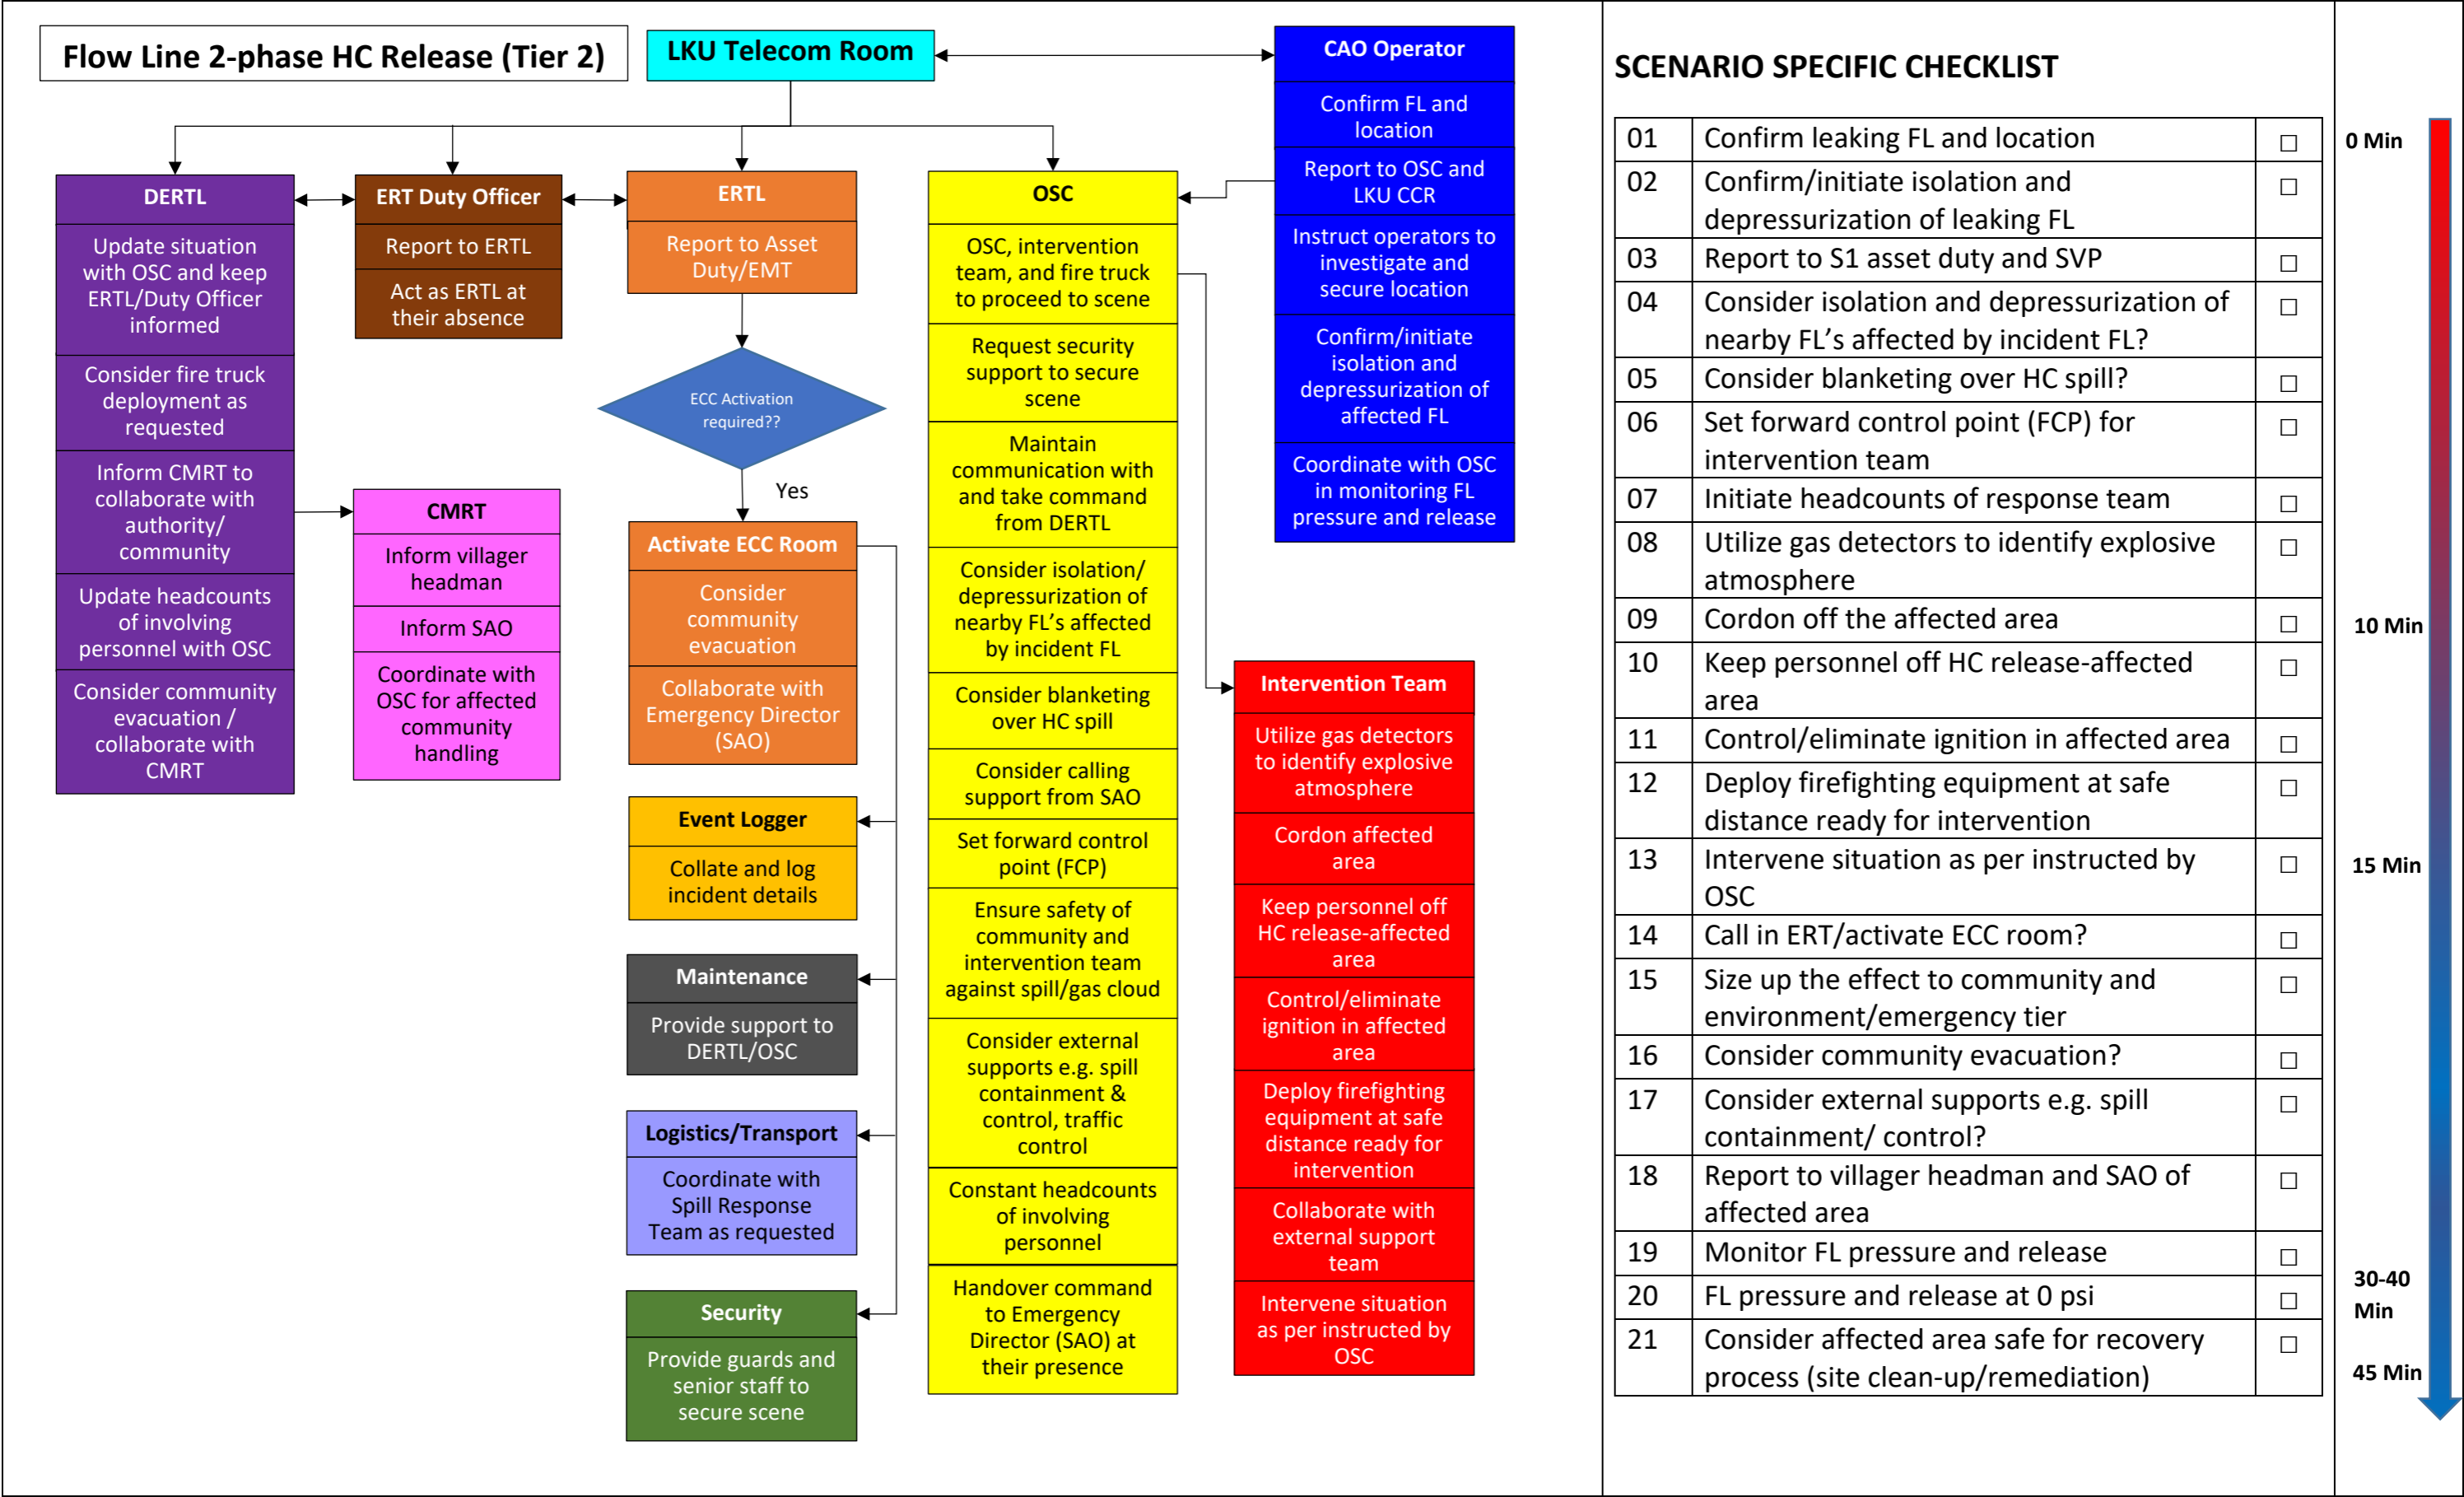 Flow Line 2-phase HC Release (Tier 2)
LKU Telecom Room
CAO Operator
Confirm FL and
location
Report to OSC and
LKU CCR
Instruct operators to
investigate and
secure location
Confirm/initiate
isolation and
depressurization of
affected FL
Coordinate with OSC
in monitoring FL
pressure and release
DERTL
Update situation
with OSC and keep
ERTL/Duty Officer
informed
Consider fire truck
deployment as
requested
Inform CMRT to
collaborate with
authority/
community
Update headcounts
of involving
personnel with OSC
Consider community
evacuation /
collaborate with
CMRT
ERT Duty Officer
Report to ERTL
Act as ERTL at
their absence
CMRT
Inform villager
headman
Inform SAO
Coordinate with
OSC for affected
community
handling
ERTL
Report to Asset
Duty/EMT
ECC Activation
required??
Yes
Activate ECC Room
Consider
community
evacuation
Collaborate with
Emergency Director
(SAO)
Event Logger
Collate and log
incident details
Maintenance
Provide support to
DERTL/OSC
Logistics/Transport
Coordinate with
Spill Response
Team as requested
Security
Provide guards and
senior staff to
secure scene
OSC
OSC, intervention
team, and fire truck
to proceed to scene
Request security
support to secure
scene
Maintain
communication with
and take command
from DERTL
Consider isolation/
depressurization of
nearby FL's affected
by incident FL
Consider blanketing
over HC spill
Consider calling
support from SAO
Set forward control
point (FCP)
Ensure safety of
community and
intervention team
against spill/gas cloud
Consider external
supports e.g. spill
containment &
control, traffic
control
Constant headcounts
of involving
personnel
Handover command
to Emergency
Director (SAO) at
their presence
Intervention Team
Utilize gas detectors
to identify explosive
atmosphere
Cordon affected
area
Keep personnel off
HC release-affected
area
Control/eliminate
ignition in affected
area
Deploy firefighting
equipment at safe
distance ready for
intervention
Collaborate with
external support
team
Intervene situation
as per instructed by
OSC
SCENARIO SPECIFIC CHECKLIST
01 Confirm leaking FL and location ☐
02 Confirm/initiate isolation and ☐
depressurization of leaking FL
03 Report to S1 asset duty and SVP ☐
04 Consider isolation and depressurization of ☐
nearby FL's affected by incident FL?
05 Consider blanketing over HC spill? ☐
06 Set forward control point (FCP) for ☐
intervention team
07 Initiate headcounts of response team ☐
08 Utilize gas detectors to identify explosive ☐
atmosphere
09 Cordon off the affected area ☐
10 Keep personnel off HC release-affected ☐
area
11 Control/eliminate ignition in affected area ☐
12 Deploy firefighting equipment at safe ☐
distance ready for intervention
13 Intervene situation as per instructed by ☐
OSC
14 Call in ERT/activate ECC room? ☐
15 Size up the effect to community and ☐
environment/emergency tier
16 Consider community evacuation? ☐
17 Consider external supports e.g. spill ☐
containment/ control?
18 Report to villager headman and SAO of ☐
affected area
19 Monitor FL pressure and release ☐
20 FL pressure and release at 0 psi ☐
21 Consider affected area safe for recovery ☐
process (site clean-up/remediation)
0 Min
10 Min
15 Min
30-40
Min
45 Min